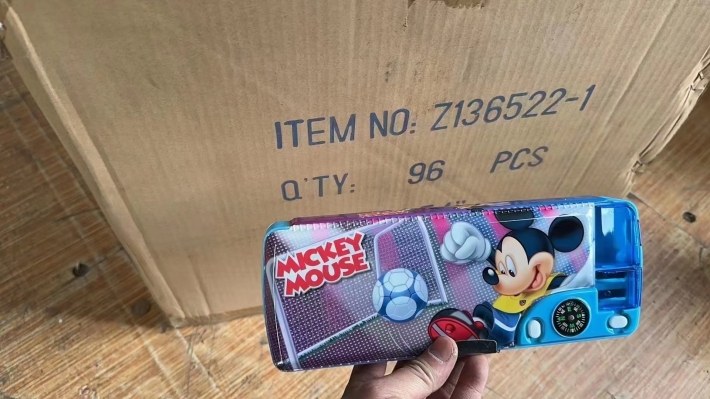 ITEM NO: Z136522-1
Q'TY: 96 PCS
MICKEY
MOUSE